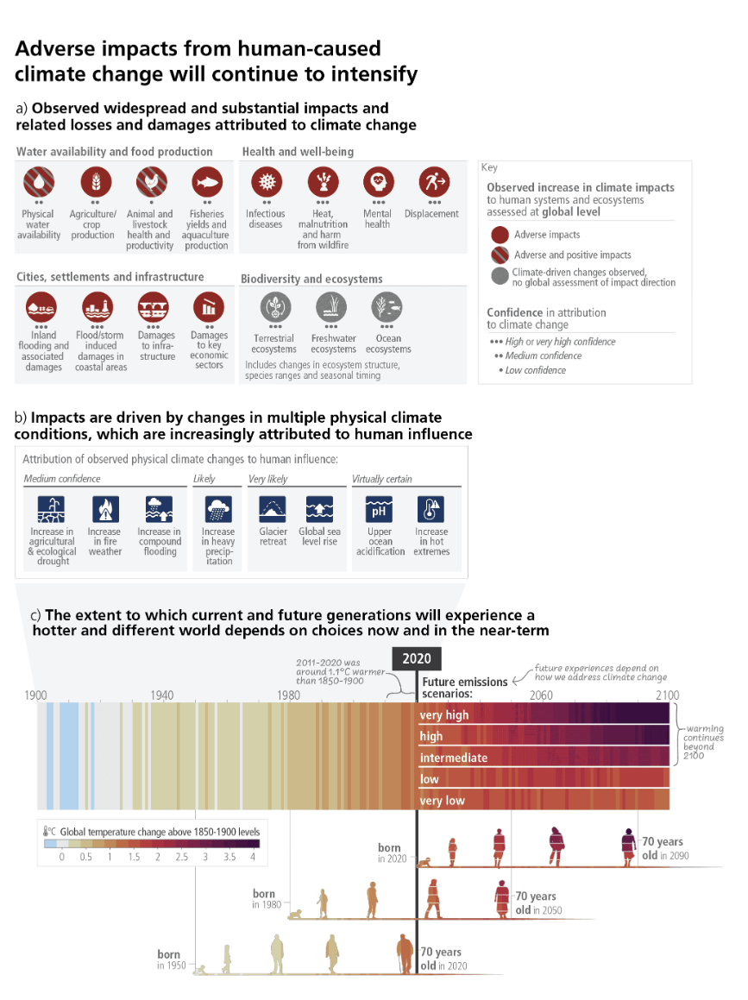 Adverse impacts from human-caused
climate change will continue to intensify
a) Observed widespread and substantial impacts and
related losses and damages attributed to climate change
Water availability and food production
Physical
water
availability
Agriculture/
crop
production
Animal and
livestock
health and
productivity
Fisheries
yields and
aquaculture
production
Health and well-being
Infectious
diseases
Heat,
malnutrition
and harm
from wildfire
Mental
health
Displacement
Cities, settlements and infrastructure
Inland
flooding and
associated
damages
Flood/storm
induced
damages in
coastal areas
Damages
to infra-
structure
Damages
to key
economic
sectors
Biodiversity and ecosystems
Terrestrial
ecosystems
Freshwater
ecosystems
Ocean
ecosystems
Includes changes in ecosystem structure,
species ranges and seasonal timing
Key
Observed increase in climate impacts
to human systems and ecosystems
assessed at global level
Adverse impacts
Adverse and positive impacts
Climate-driven changes observed,
no global assessment of impact direction
Confidence in attribution
to climate change
••• High or very high confidence
•• Medium confidence
• Low confidence
b) Impacts are driven by changes in multiple physical climate
conditions, which are increasingly attributed to human influence
Attribution of observed physical climate changes to human influence:
Medium confidence
Increase in
agricultural
& ecological
drought
Increase
in fire
weather
Increase in
compound
flooding
Likely
Increase
in heavy
precip-
itation
Very likely
Glacier
retreat
Global sea
level rise
Virtually certain
pH
Upper
ocean
acidification
Increase
in hot
extremes
c) The extent to which current and future generations will experience a
hotter and different world depends on choices now and in the near-term
2011-2020 was
around 1.1°C warmer
than 1850-1900
2020
Future emissions
scenarios:
future experiences depend on
how we address climate change
1900 1940 1980 2060 2100
very high
high
intermediate
low
very low
warming
continues
beyond
2100
°C Global temperature change above 1850-1900 levels
0 0.5 1 1.5 2 2.5 3 3.5 4
born
in 2020
70 years
old in 2090
born
in 1980
70 years
old in 2050
born
in 1950
70 years
old in 2020